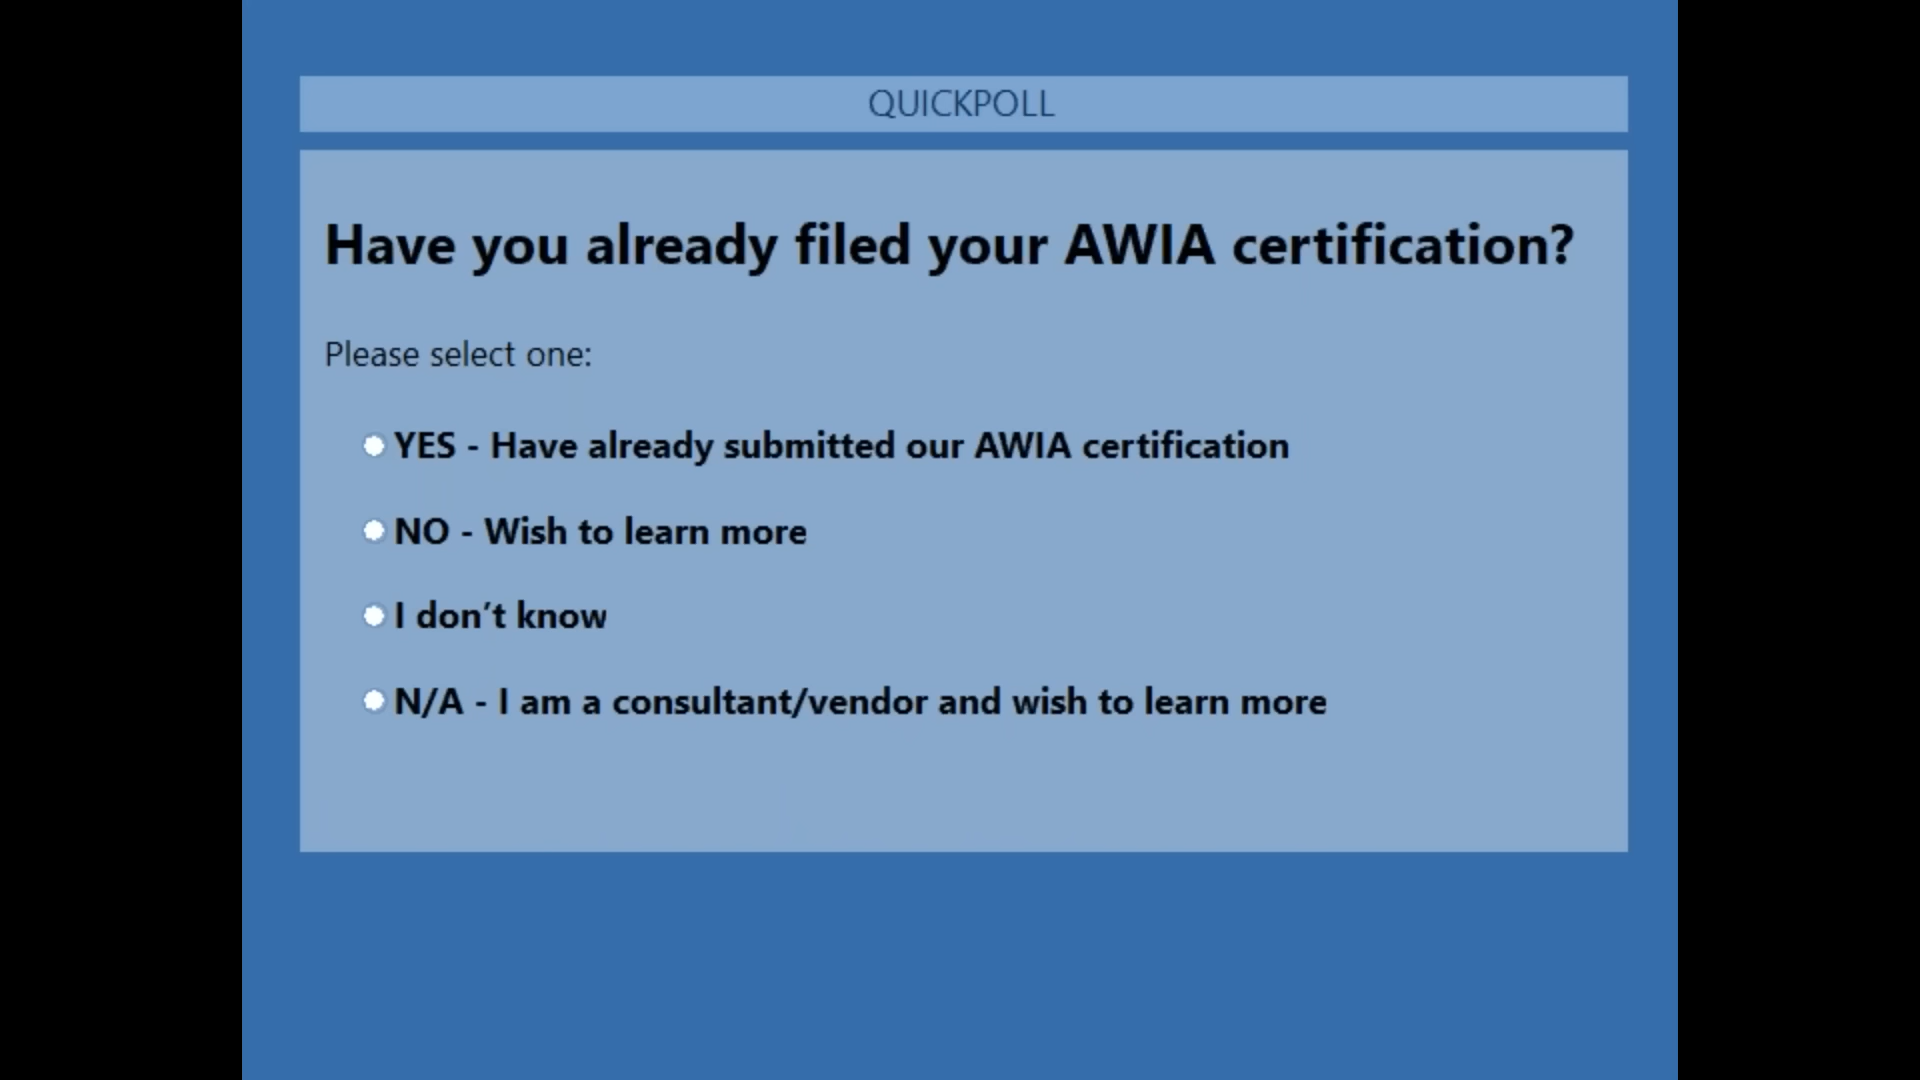 QUICKPOLL
Have you already filed your AWIA certification?
Please select one:
YES - Have already submitted our AWIA certification
NO - Wish to learn more
I don’t know
N/A - I am a consultant/vendor and wish to learn more